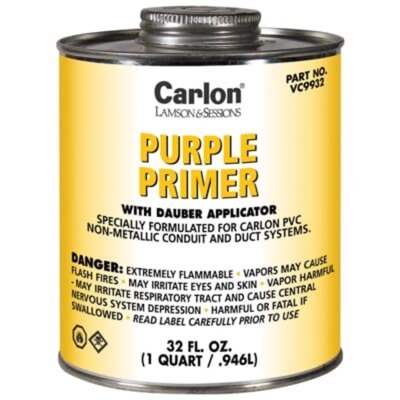 PART NO.
VC9932
Carlon®
LAMSON & SESSIONS
PURPLE
PRIMER
WITH DAUBER APPLICATOR
SPECIALLY FORMULATED FOR CARLON PVC
NON-METALLIC CONDUIT AND DUCT SYSTEMS.
DANGER: EXTREMELY FLAMMABLE • VAPORS MAY CAUSE
FLASH FIRES • MAY IRRITATE EYES AND SKIN • VAPOR HARMFUL
- MAY IRRITATE RESPIRATORY TRACT AND CAUSE CENTRAL
NERVOUS SYSTEM DEPRESSION • HARMFUL OR FATAL IF
SWALLOWED • READ LABEL CAREFULLY PRIOR TO USE
32 FL. OZ.
(1 QUART / .946L)